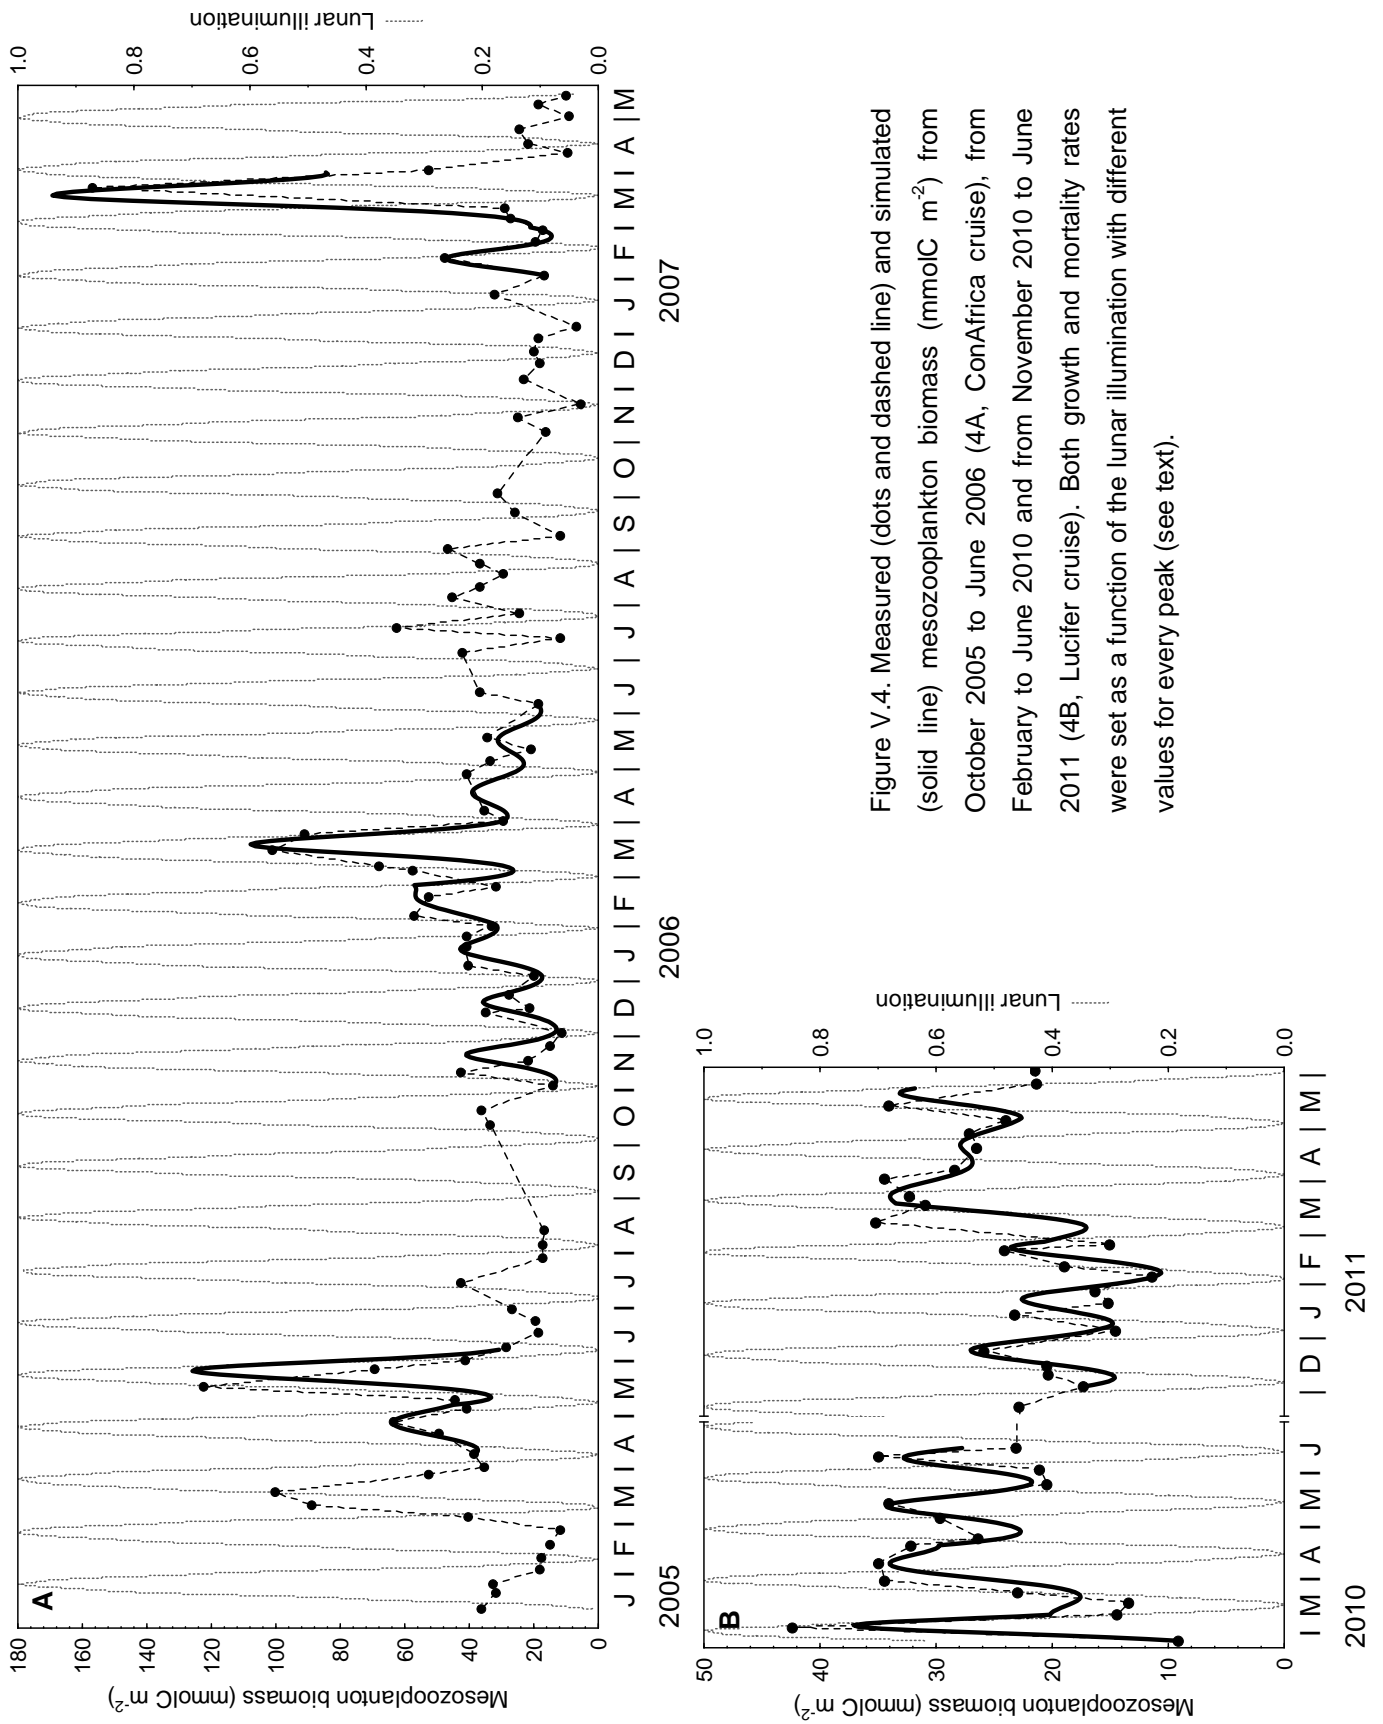 A
Mesozooplanton biomass (mmolC m-2)
180
160
140
120
100
80
60
40
20
0
Lunar illumination
1.0
0.8
0.6
0.4
0.2
0.0
J | F | M | A | M | J | J | A | S | O | N | D | J | F | M | A | M | J | J | A | S | O | N | D | J | F | M | A | M
2005
2006
2007
B
Mesozooplanton biomass (mmolC m-2)
50
40
30
20
10
0
Lunar illumination
1.0
0.8
0.6
0.4
0.2
0.0
| M | A | M | J
| D | J | F | M | A | M |
2010
2011
Figure V.4. Measured (dots and dashed line) and simulated
(solid line) mesozooplankton biomass (mmolC m-2) from
October 2005 to June 2006 (4A, ConAfrica cruise), from
February to June 2010 and from November 2010 to June
2011 (4B, Lucifer cruise). Both growth and mortality rates
were set as a function of the lunar illumination with different
values for every peak (see text).